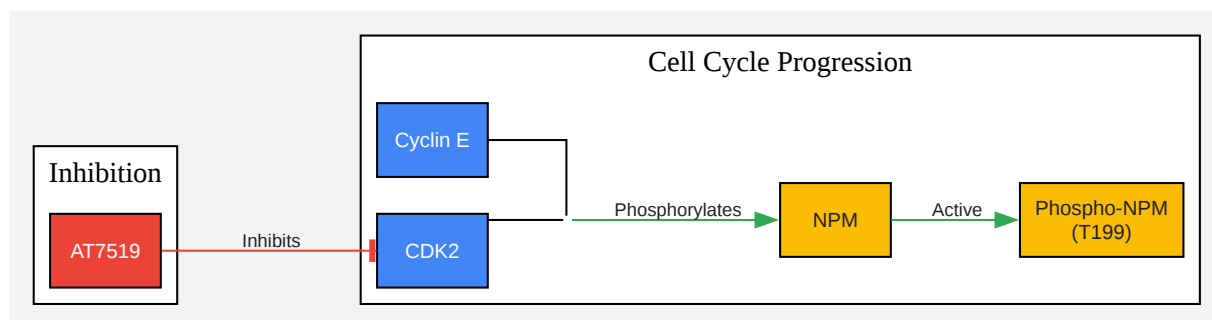 Cell Cycle Progression
Cyclin E
Inhibition
AT7519
Inhibits
CDK2
Phosphorylates
NPM
Active
Phospho-NPM
(T199)